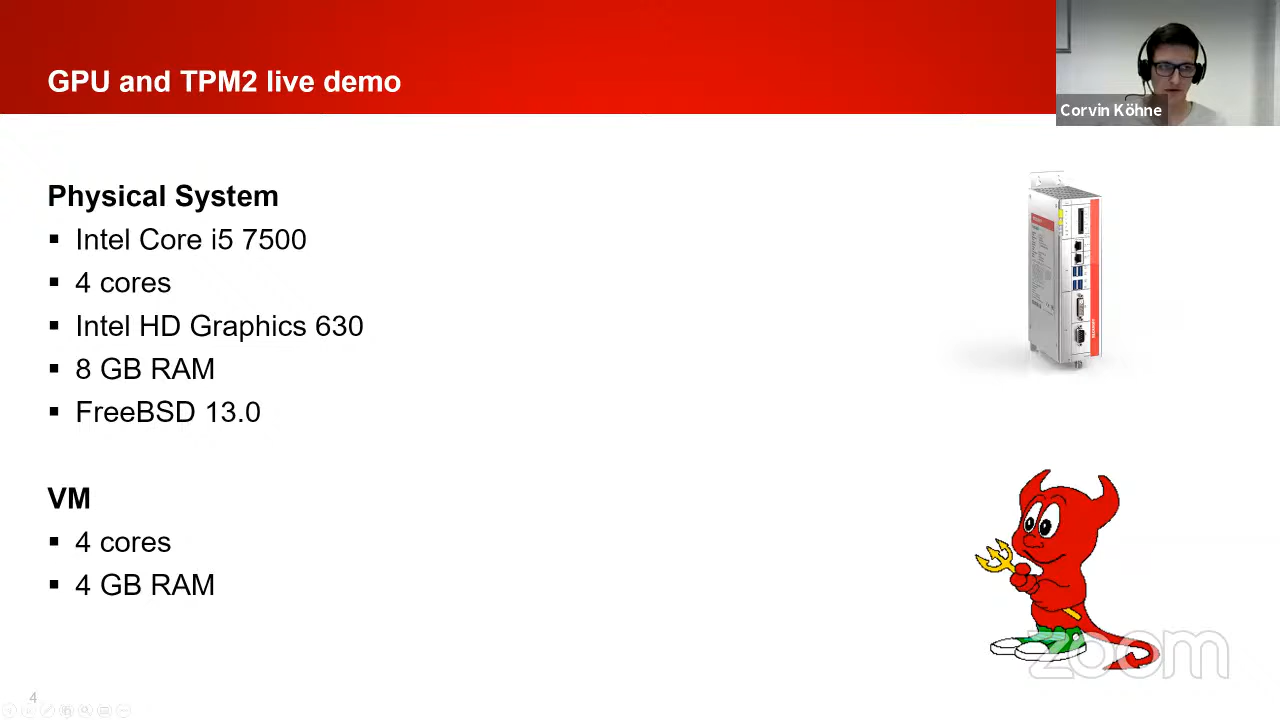 GPU and TPM2 live demo
Corvin Köhne
Physical System
▪ Intel Core i5 7500
▪ 4 cores
▪ Intel HD Graphics 630
▪ 8 GB RAM
▪ FreeBSD 13.0
VM
▪ 4 cores
▪ 4 GB RAM
zoom
4